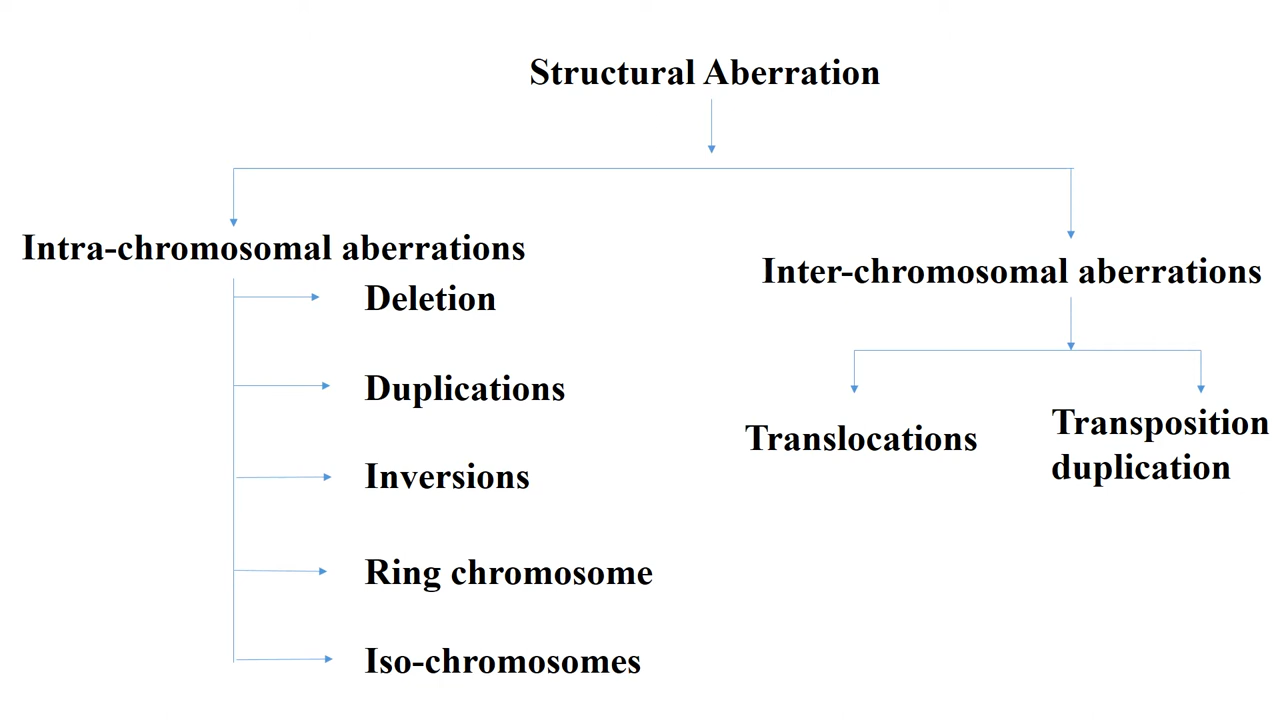 Structural Aberration
Intra-chromosomal aberrations
Deletion
Duplications
Inversions
Ring chromosome
Iso-chromosomes
Inter-chromosomal aberrations
Translocations
Transposition
duplication